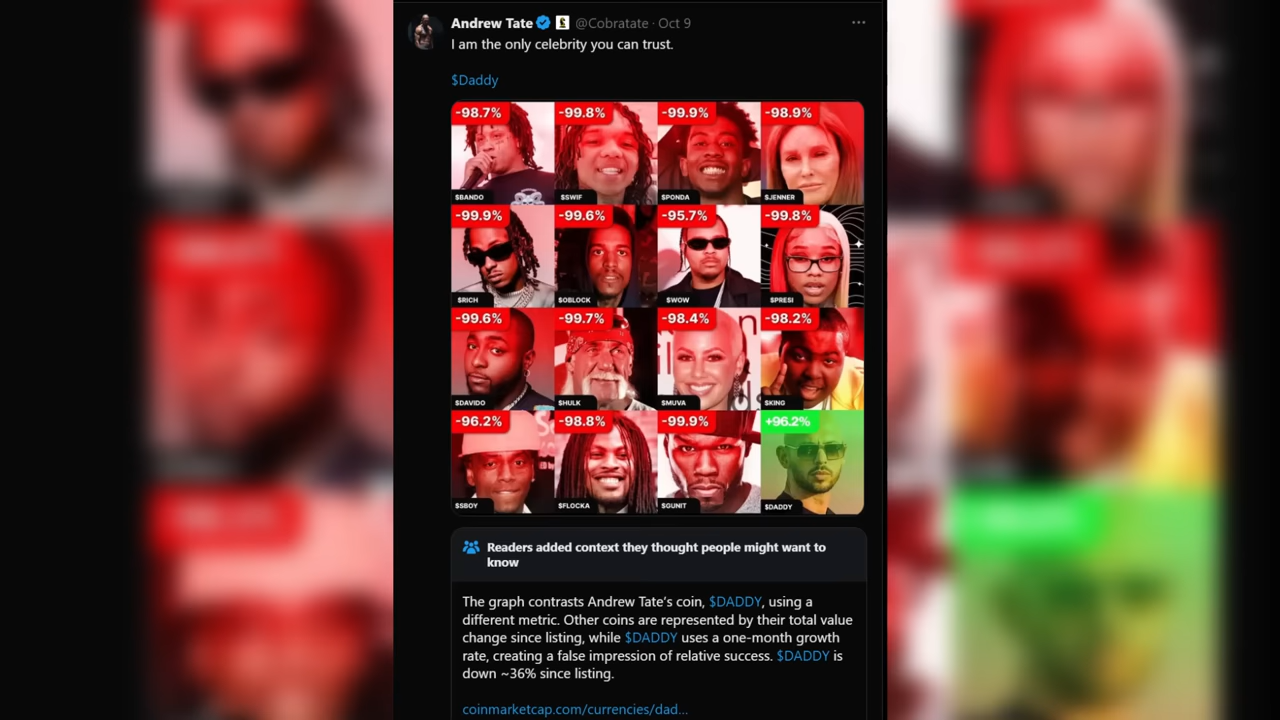 Andrew Tate @Cobratate · Oct 9
I am the only celebrity you can trust.
$Daddy
-98.7% -99.8% -99.9% -98.9%
$BANDO $SWIF $PONDA $JENNER
-99.9% -99.6% -95.7% -99.8%
$RICH $OBLOCK $WOW $PRESI
-99.6% -99.7% -98.4% -98.2%
$DAVIDO $HULK $MUVA $KING
-96.2% -98.8% -99.9% +96.2%
$SBOY $FLOCKA $GUNIT $DADDY
Readers added context they thought people might want to
know
The graph contrasts Andrew Tate's coin, $DADDY, using a
different metric. Other coins are represented by their total value
change since listing, while $DADDY uses a one-month growth
rate, creating a false impression of relative success. $DADDY is
down ~36% since listing.
coinmarketcap.com/currencies/dad...